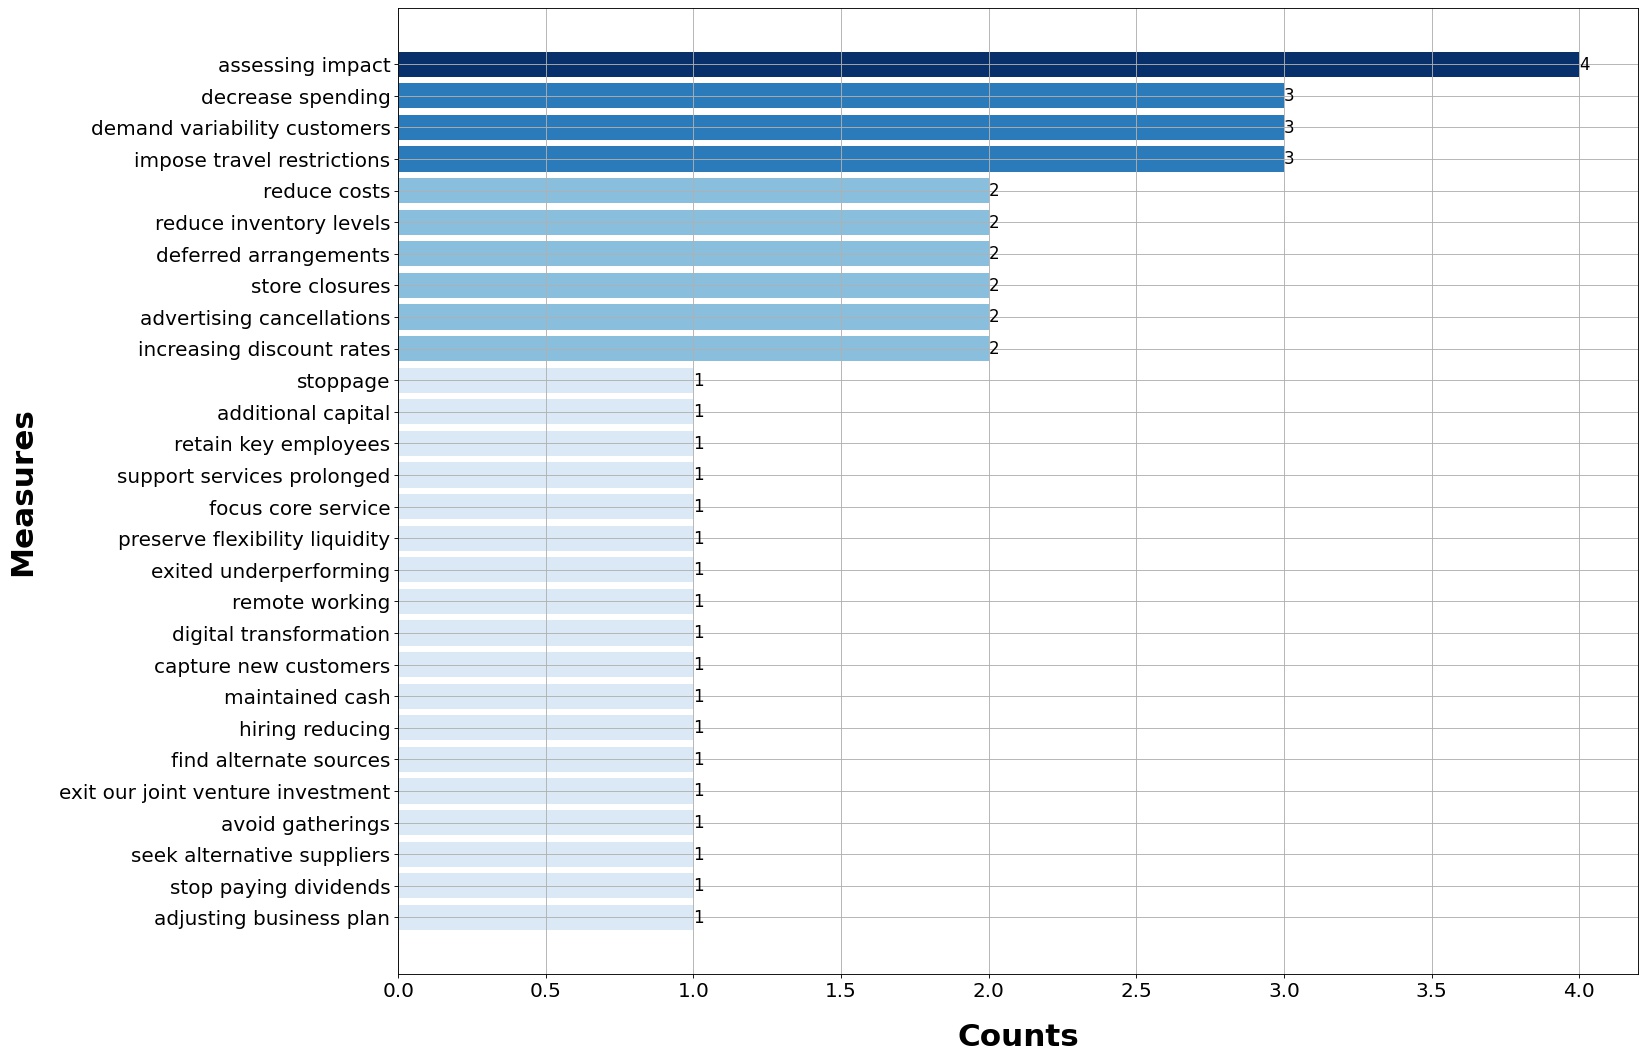 Measures
assessing impact 4
decrease spending 3
demand variability customers 3
impose travel restrictions 3
reduce costs 2
reduce inventory levels 2
deferred arrangements 2
store closures 2
advertising cancellations 2
increasing discount rates 2
stoppage 1
additional capital 1
retain key employees 1
support services prolonged 1
focus core service 1
preserve flexibility liquidity 1
exited underperforming 1
remote working 1
digital transformation 1
capture new customers 1
maintained cash 1
hiring reducing 1
find alternate sources 1
exit our joint venture investment 1
avoid gatherings 1
seek alternative suppliers 1
stop paying dividends 1
adjusting business plan 1
0.0 0.5 1.0 1.5 2.0 2.5 3.0 3.5 4.0
Counts